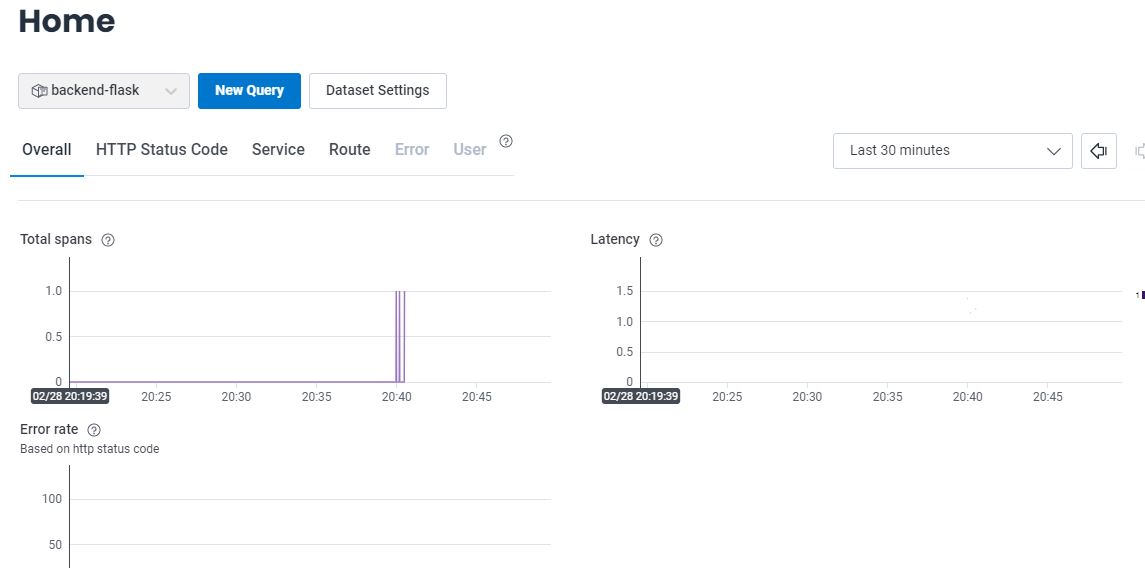 Home
backend-flask New Query Dataset Settings
Overall HTTP Status Code Service Route Error User ?
Last 30 minutes
Total spans ?
1.0
0.5
0
02/28 20:19:39 20:25 20:30 20:35 20:40 20:45
Latency ?
1.5
1.0
0.5
0
02/28 20:19:39 20:25 20:30 20:35 20:40 20:45
1
Error rate ?
Based on http status code
100
50